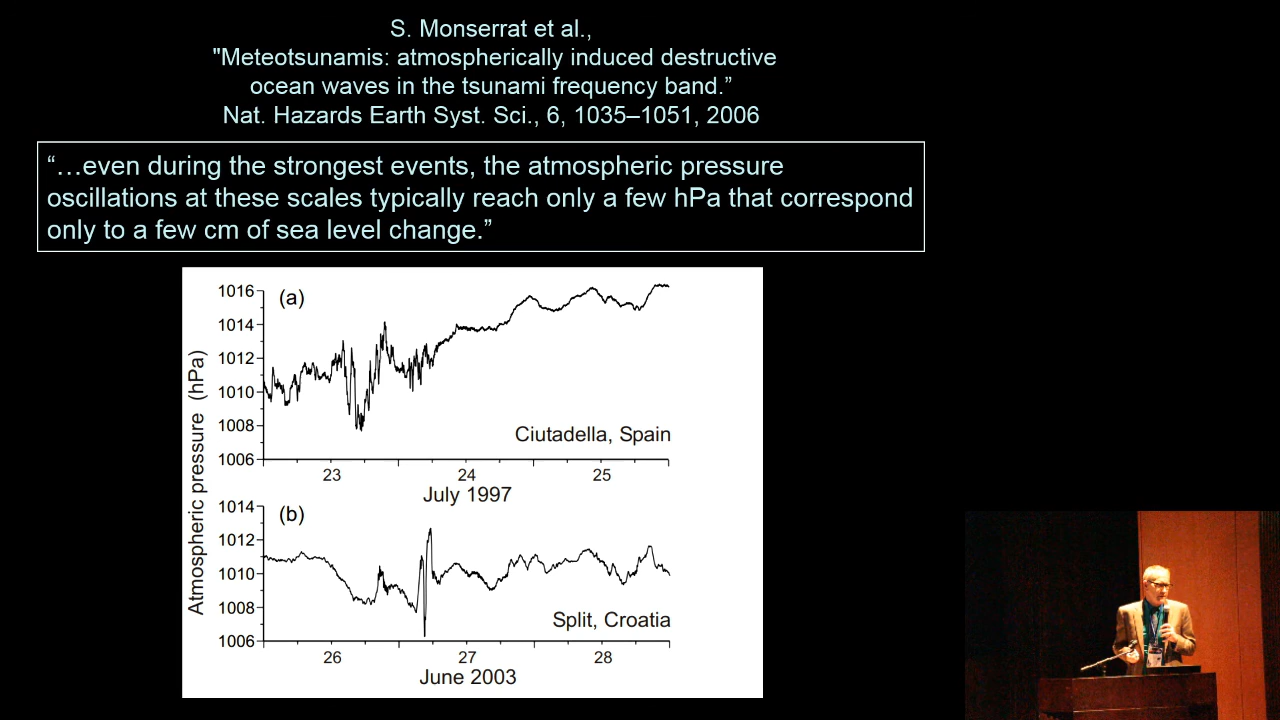 S. Monserrat et al.,
"Meteotsunamis: atmospherically induced destructive
ocean waves in the tsunami frequency band.”
Nat. Hazards Earth Syst. Sci., 6, 1035–1051, 2006
“…even during the strongest events, the atmospheric pressure
oscillations at these scales typically reach only a few hPa that correspond
only to a few cm of sea level change.”
Atmospheric pressure (hPa)
(a)
1016
1014
1012
1010
1008
1006
Ciutadella, Spain
23 24 25
July 1997
(b)
1014
1012
1010
1008
1006
Split, Croatia
26 27 28
June 2003